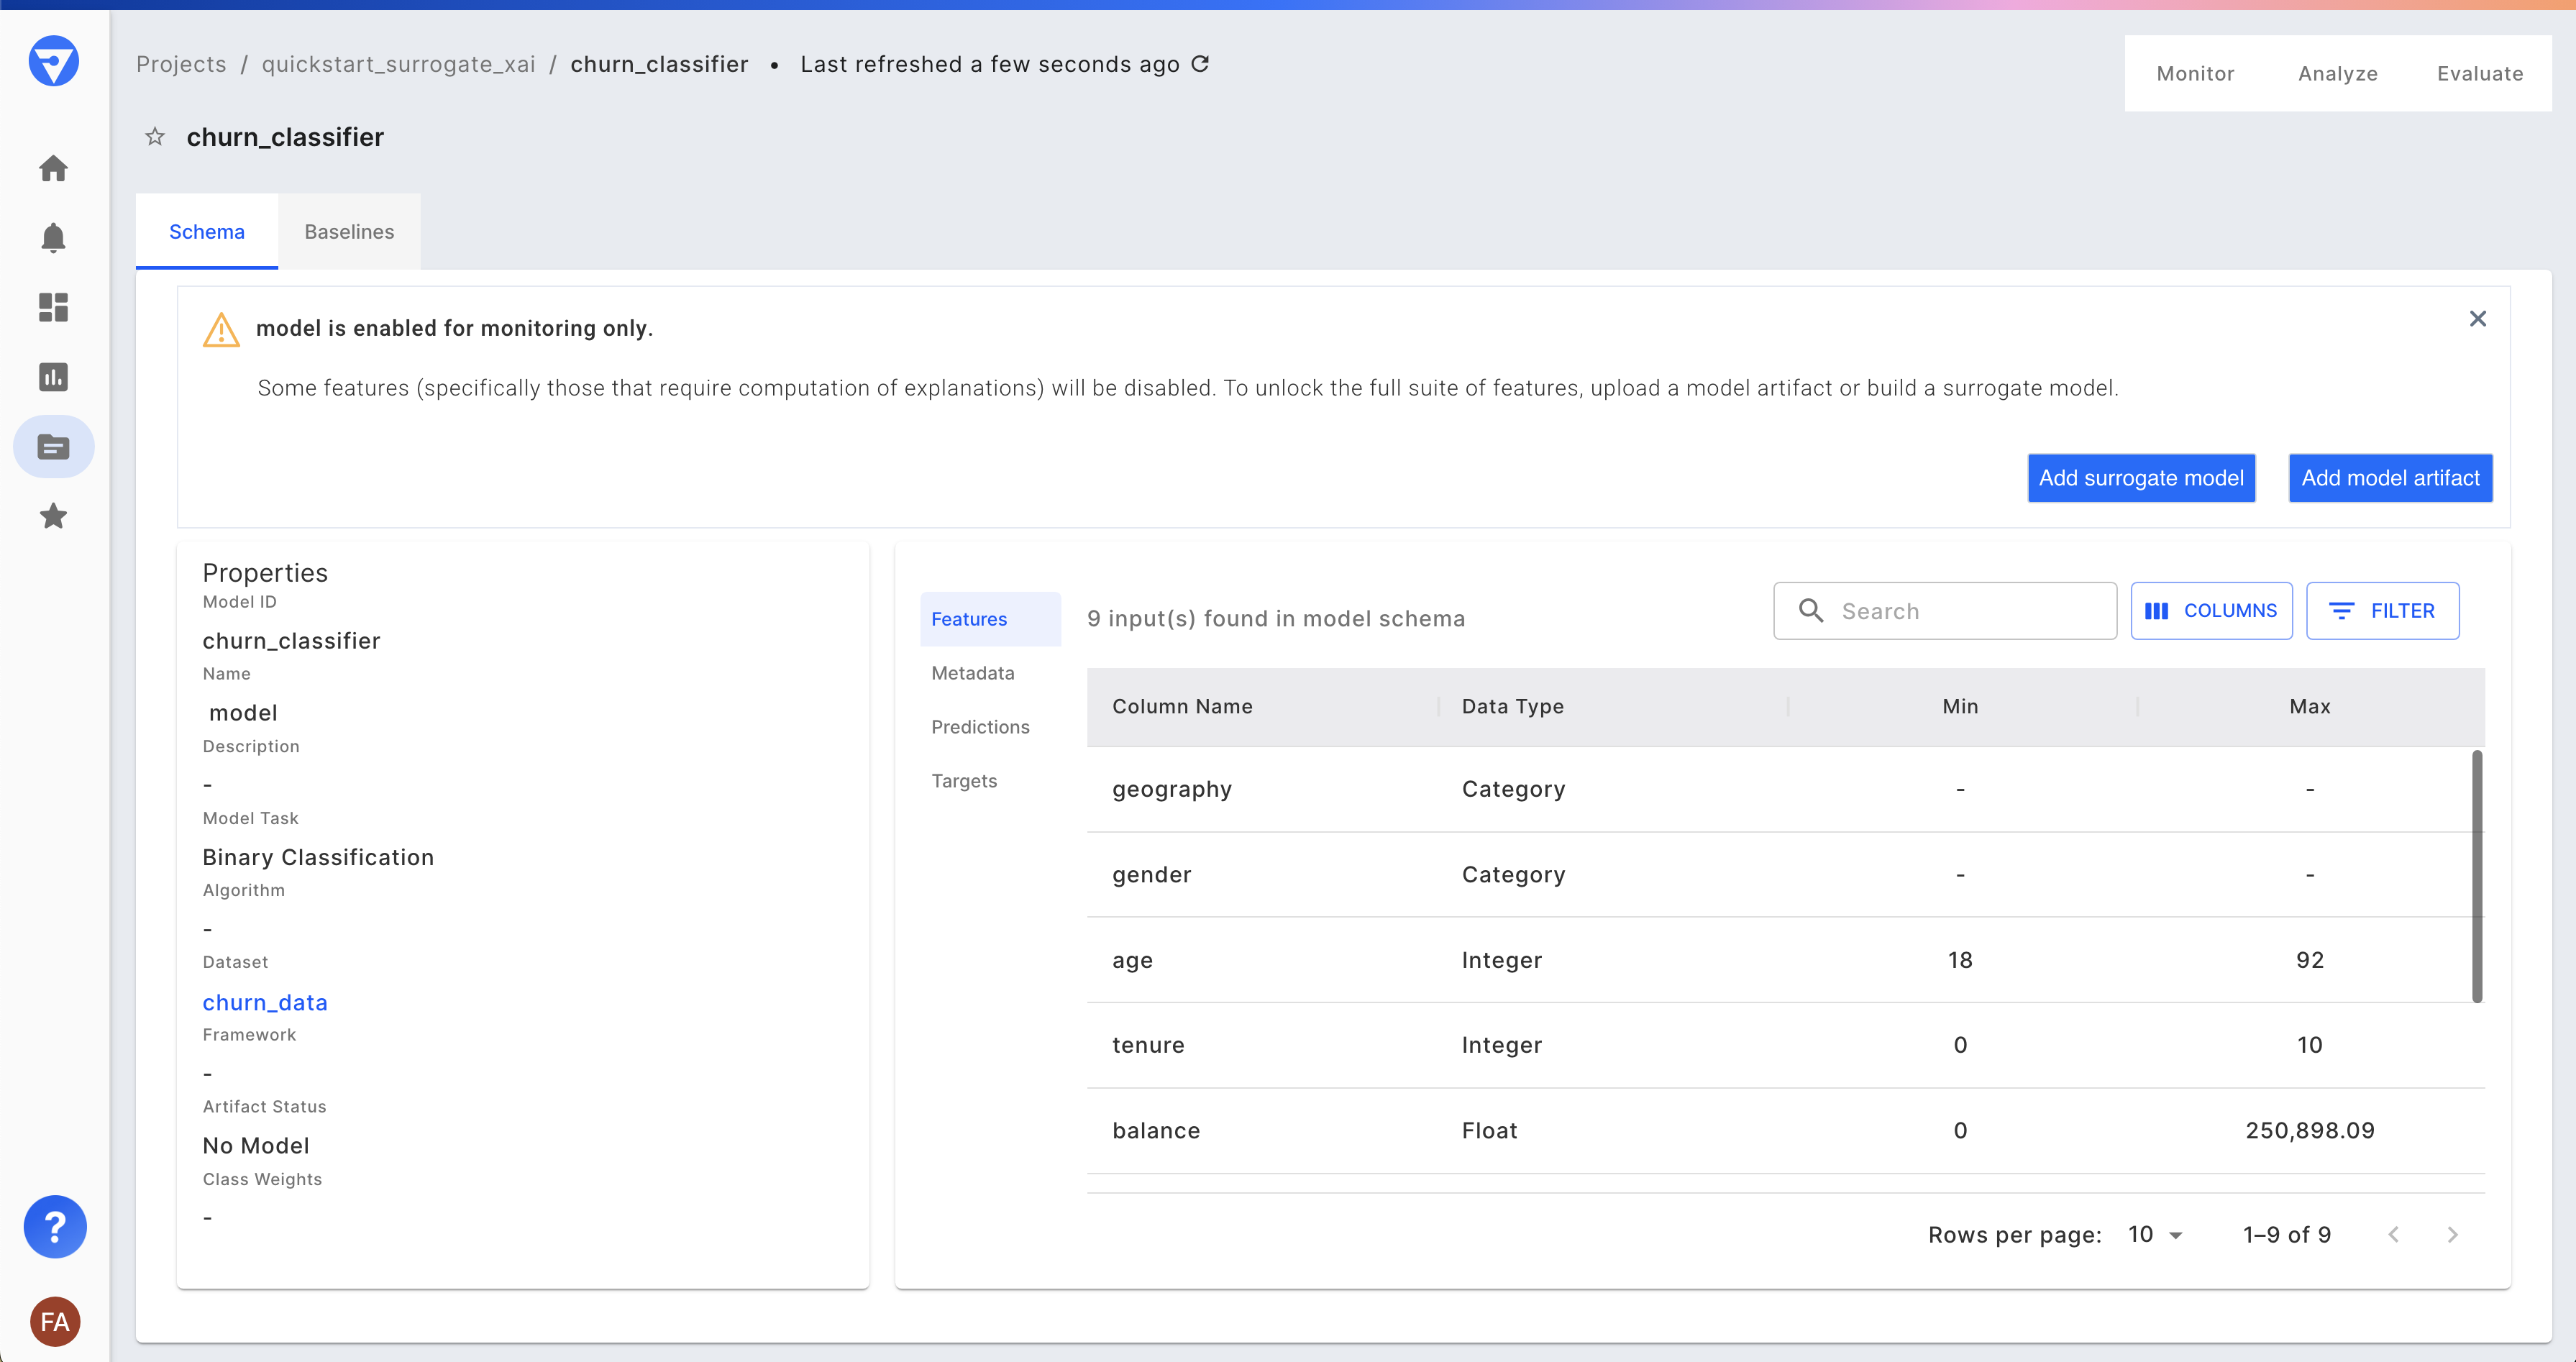 Projects / quickstart_surrogate_xai / churn_classifier • Last refreshed a few seconds ago
Monitor Analyze Evaluate
churn_classifier
Schema Baselines
model is enabled for monitoring only.
Some features (specifically those that require computation of explanations) will be disabled. To unlock the full suite of features, upload a model artifact or build a surrogate model.
Add surrogate model Add model artifact
Properties
Model ID
churn_classifier
Name
model
Description
-
Model Task
Binary Classification
Algorithm
-
Dataset
churn_data
Framework
-
Artifact Status
No Model
Class Weights
-
Features
Metadata
Predictions
Targets
9 input(s) found in model schema
Search COLUMNS FILTER
Column Name Data Type Min Max
geography Category - -
gender Category - -
age Integer 18 92
tenure Integer 0 10
balance Float 0 250,898.09
Rows per page: 10 1–9 of 9
?
FA